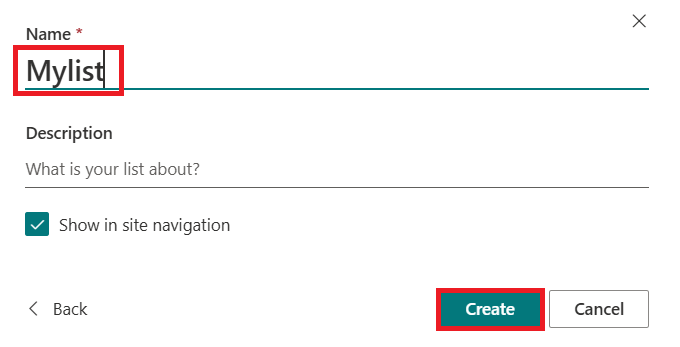 Name *
Mylist
Description
What is your list about?
Show in site navigation
Back
Create
Cancel